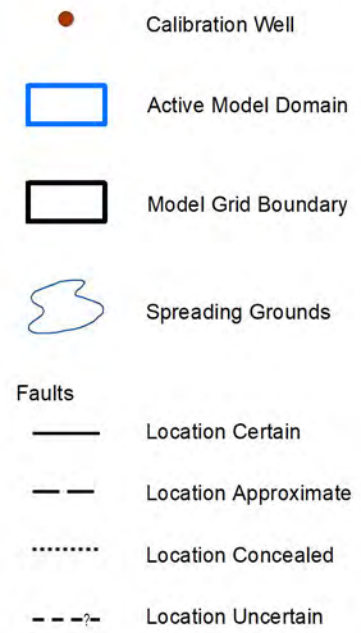 Calibration Well
Active Model Domain
Model Grid Boundary
Spreading Grounds
Faults
Location Certain
Location Approximate
Location Concealed
? Location Uncertain